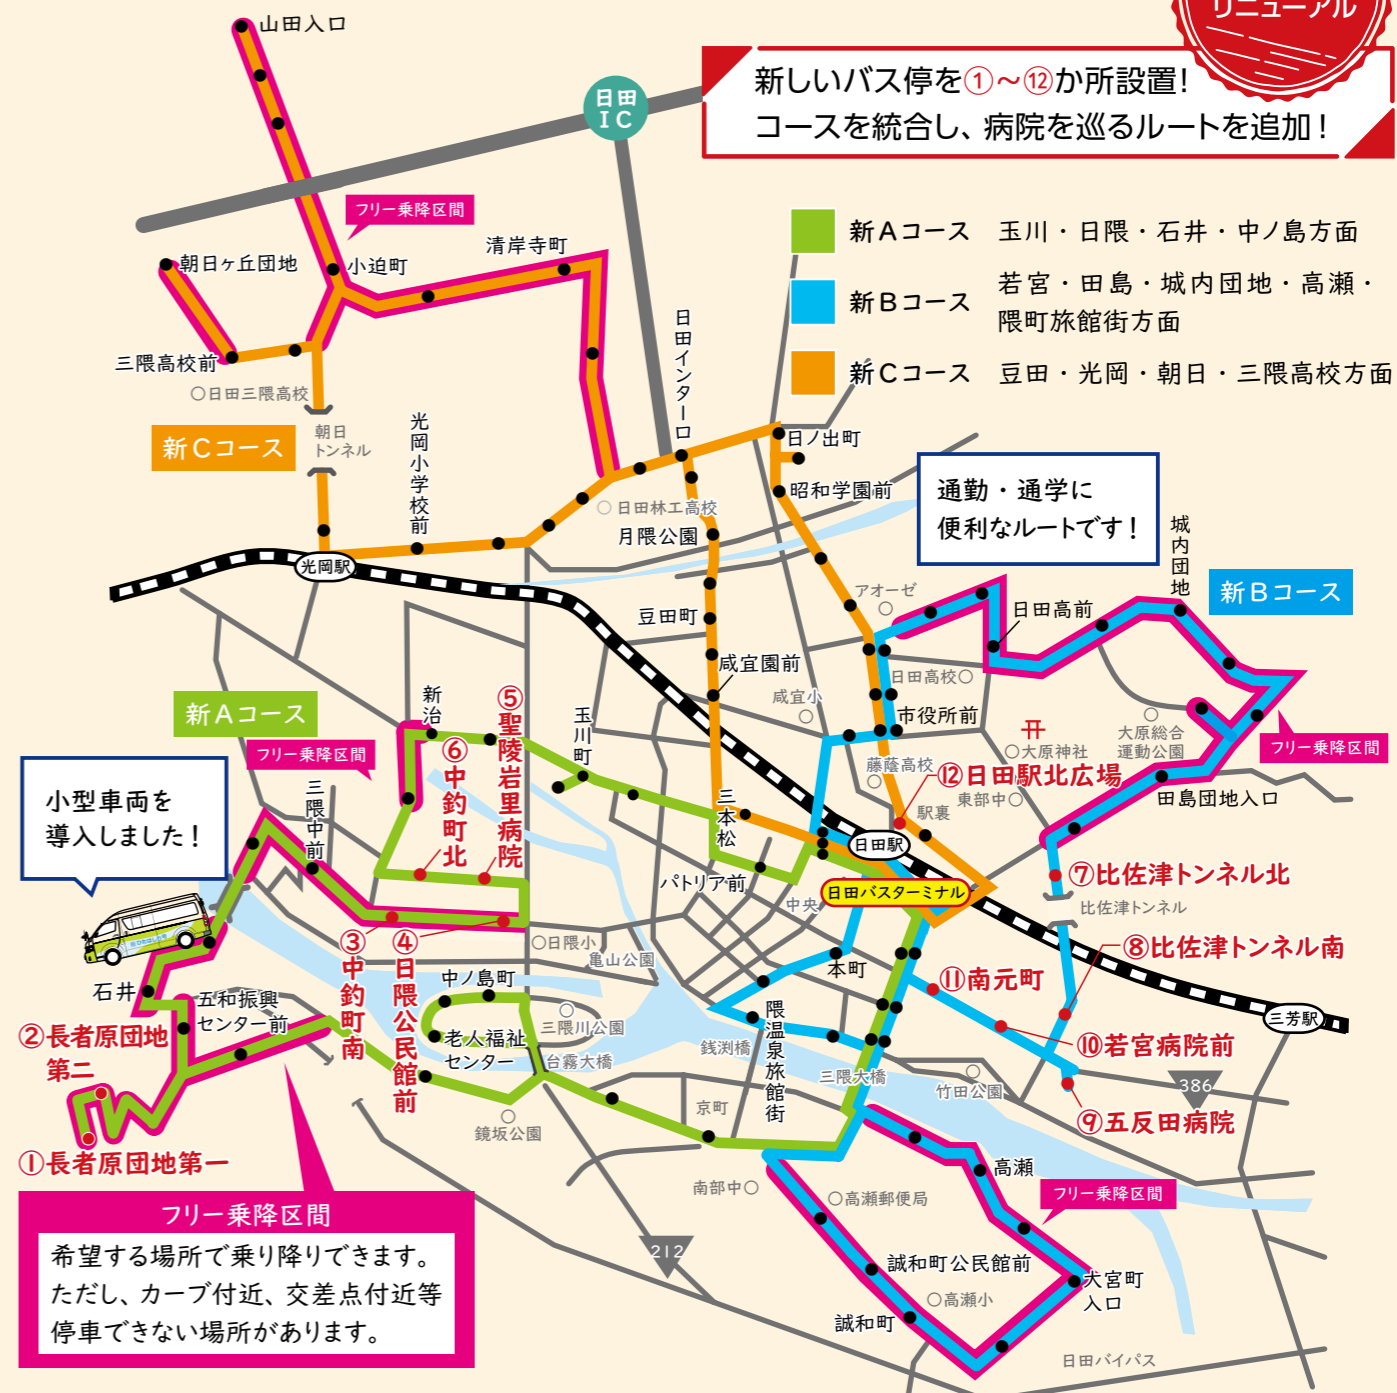 リニューアル
新しいバス停を①～⑫か所設置！
コースを統合し、病院を巡るルートを追加！
新Aコース 玉川・日隈・石井・中ノ島方面
新Bコース 若宮・田島・城内団地・高瀬・
隈町旅館街方面
新Cコース 豆田・光岡・朝日・三隈高校方面
山田入口
日田
IC
フリー乗降区間
朝日ヶ丘団地
小迫町
清岸寺町
三隈高校前
○日田三隈高校
新Cコース
朝日
トンネル
光岡小学校前
日田インター口
日ノ出町
昭和学園前
○日田林工高校
月隈公園
光岡駅
通勤・通学に
便利なルートです！
城内団地
新Bコース
アオーゼ
日田高前
豆田町
咸宜園前
日田高校○
咸宜小
市役所前
○大原神社
大原総合
運動公園
フリー乗降区間
新Aコース
フリー乗降区間
新治
⑤聖陵岩里病院
⑥中釣町北
玉川町
三隈中前
小型車両を
導入しました！
三本松
藤蔭高校
⑫日田駅北広場
駅裏
東部中○
田島団地入口
日田駅
パトリア前
日田バスターミナル
中央
⑦比佐津トンネル北
比佐津トンネル
⑧比佐津トンネル南
③中釣町南
④日隈公民館前
○日隈小
亀山公園
本町
⑪南元町
石井
五和振興
センター前
中ノ島町
老人福祉
センター
三隈川公園
台霧大橋
隈温泉旅館街
銭渕橋
三隈大橋
三芳駅
⑩若宮病院前
竹田公園
386
⑨五反田病院
②長者原団地
第二
①長者原団地第一
鏡坂公園
京町
南部中○
○高瀬郵便局
高瀬
フリー乗降区間
フリー乗降区間
希望する場所で乗り降りできます。
ただし、カーブ付近、交差点付近等
停車できない場所があります。
212
誠和町公民館前
大宮町
入口
○高瀬小
誠和町
日田バイパス